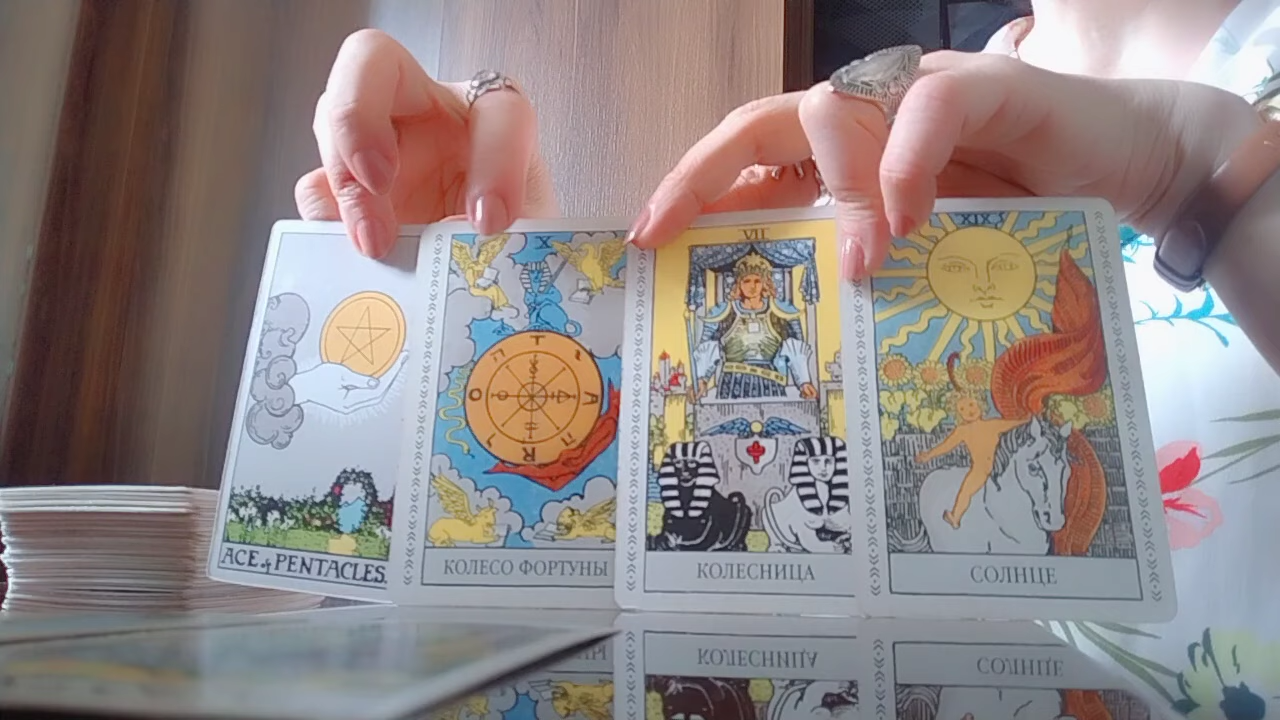 X
VII
XIX
ACE of PENTACLES.
КОЛЕСО ФОРТУНЫ
КОЛЕСНИЦА
СОЛНЦЕ